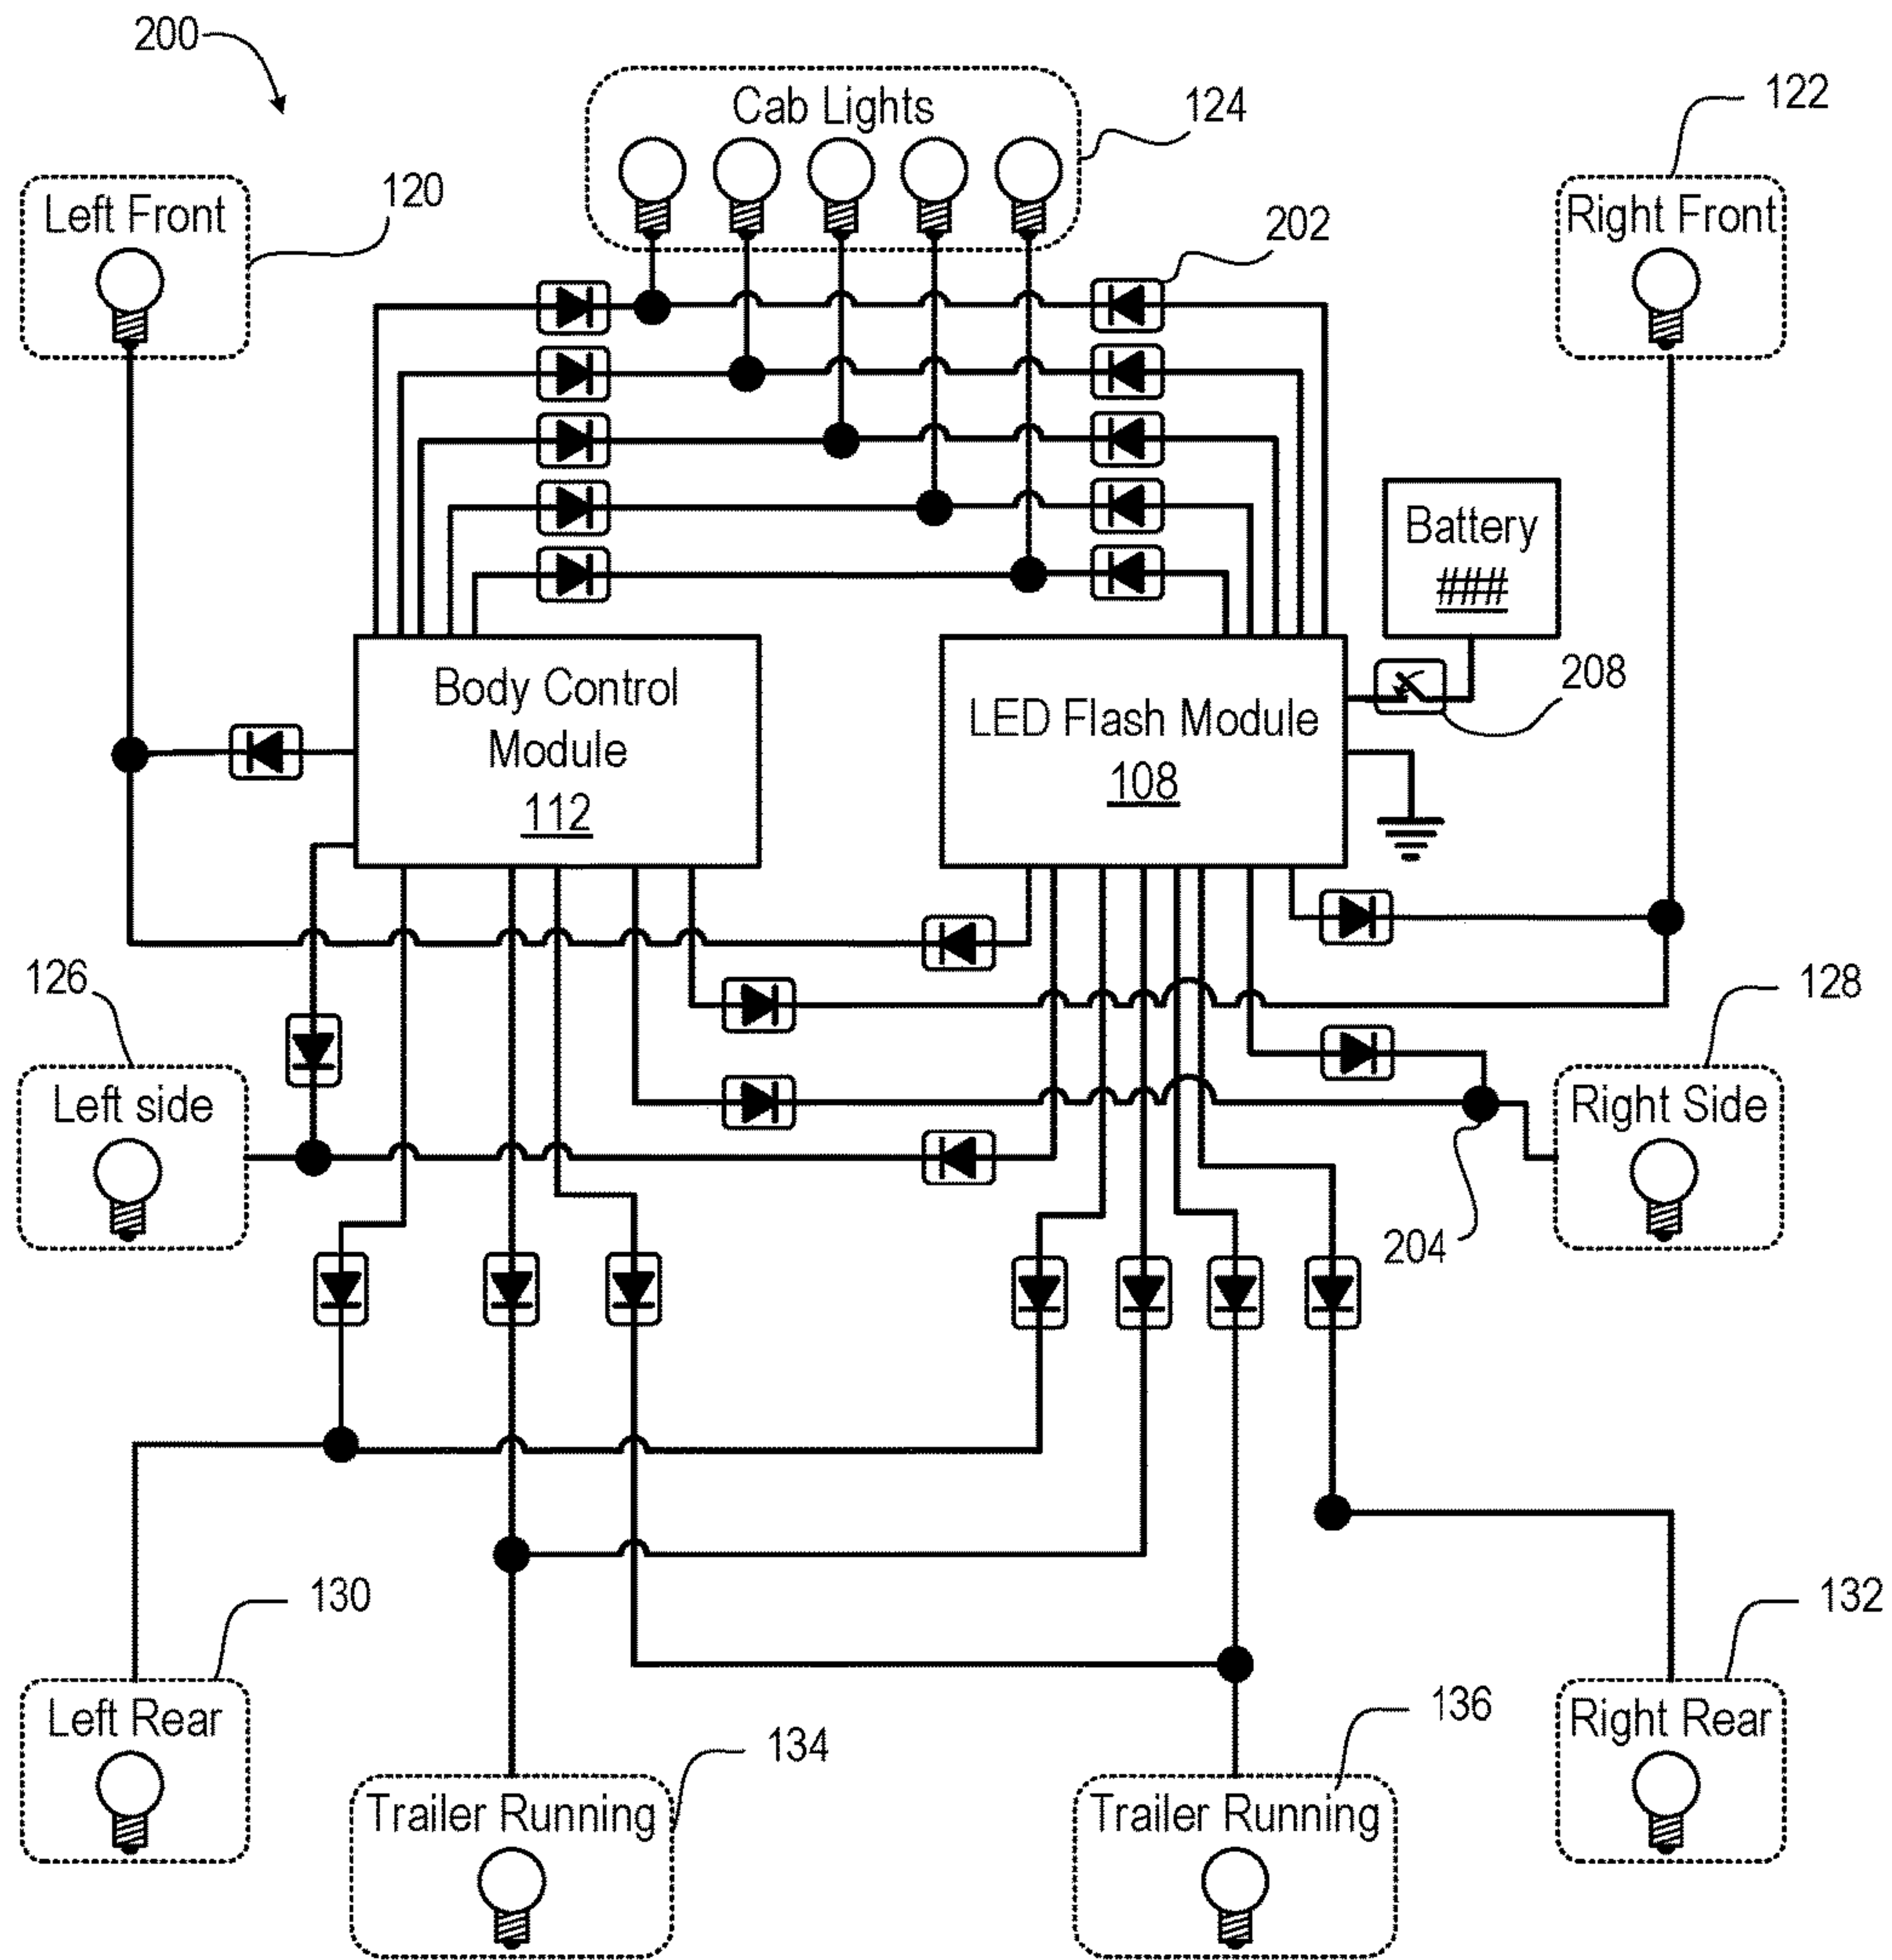 200
Cab Lights
124
122
Left Front
120
Right Front
202
Battery
###
208
Body Control
Module
112
LED Flash Module
108
126
128
Left side
Right Side
204
130
132
Left Rear
134
136
Right Rear
Trailer Running
Trailer Running